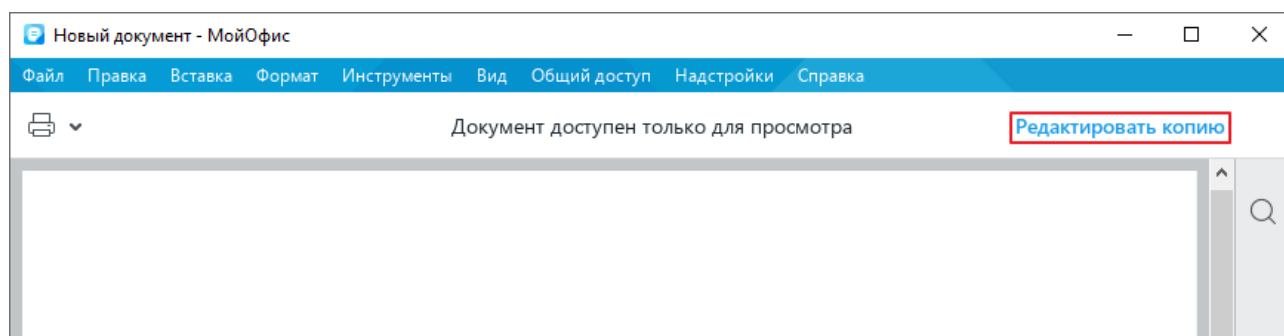 Новый документ - МойОфис
Файл Правка Вставка Формат Инструменты Вид Общий доступ Надстройки Справка
Документ доступен только для просмотра Редактировать копию